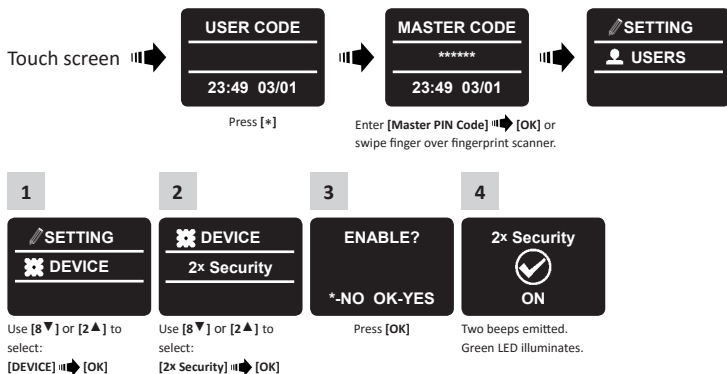 Touch screen
USER CODE
23:49 03/01
Press [*]
MASTER CODE
******
23:49 03/01
Enter [Master PIN Code] [OK] or
swipe finger over fingerprint scanner.
SETTING
USERS
1
SETTING
DEVICE
Use [8▼] or [2▲] to
select:
[DEVICE] [OK]
2
DEVICE
2x Security
Use [8▼] or [2▲] to
select:
[2x Security] [OK]
3
ENABLE?
*-NO OK-YES
Press [OK]
4
2x Security
ON
Two beeps emitted.
Green LED illuminates.